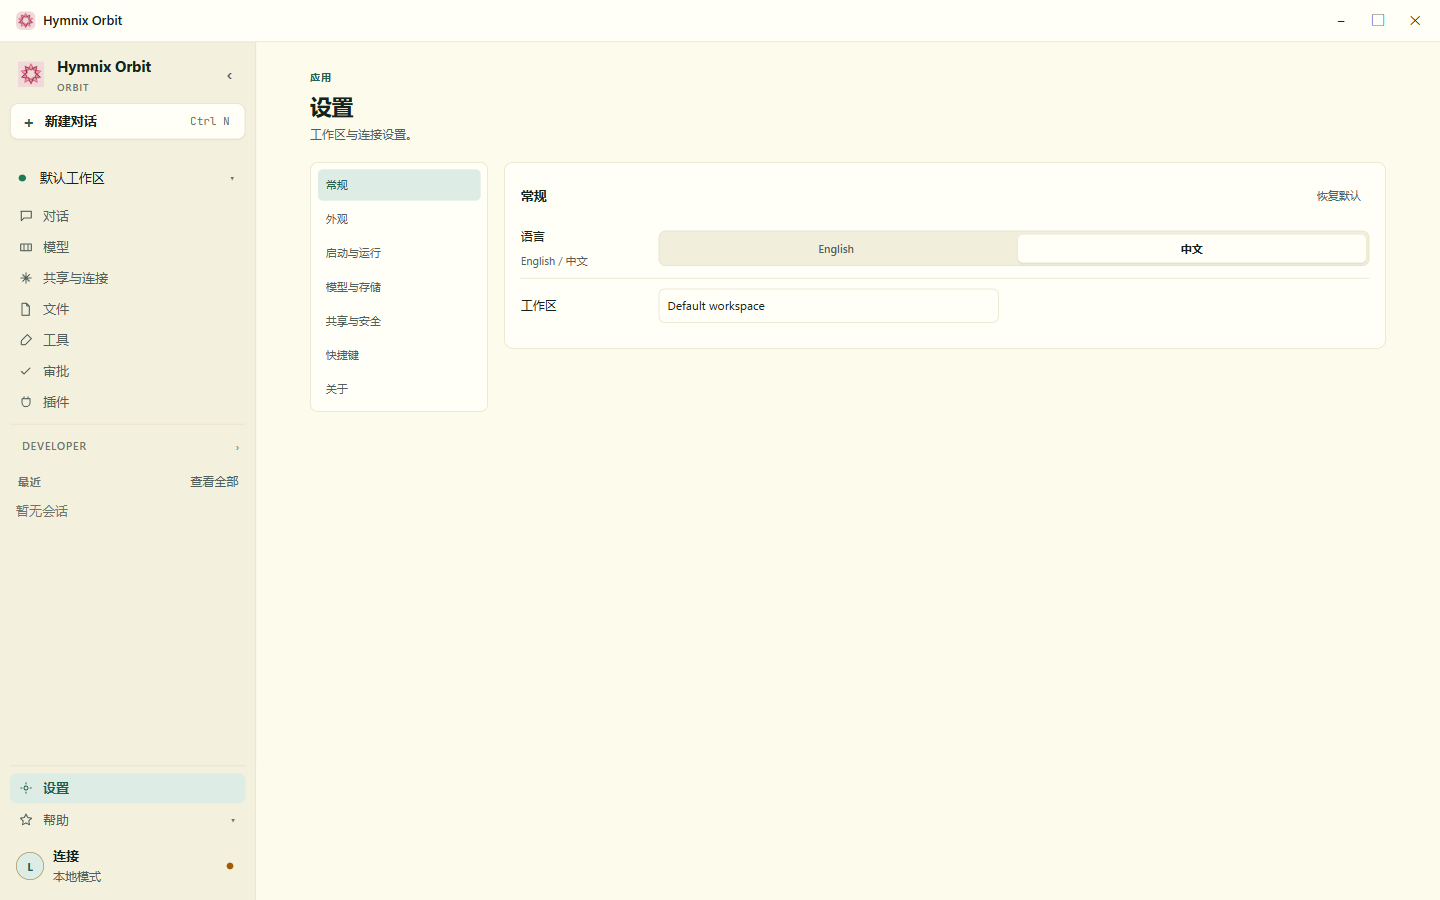 Hymnix Orbit
Hymnix Orbit
ORBIT
新建对话 Ctrl N
默认工作区
对话
模型
共享与连接
文件
工具
审批
插件
DEVELOPER
最近 查看全部
暂无会话
设置
帮助
L
连接
本地模式
应用
设置
工作区与连接设置。
常规
外观
启动与运行
模型与存储
共享与安全
快捷键
关于
常规 恢复默认
语言
English / 中文
English 中文
工作区 Default workspace